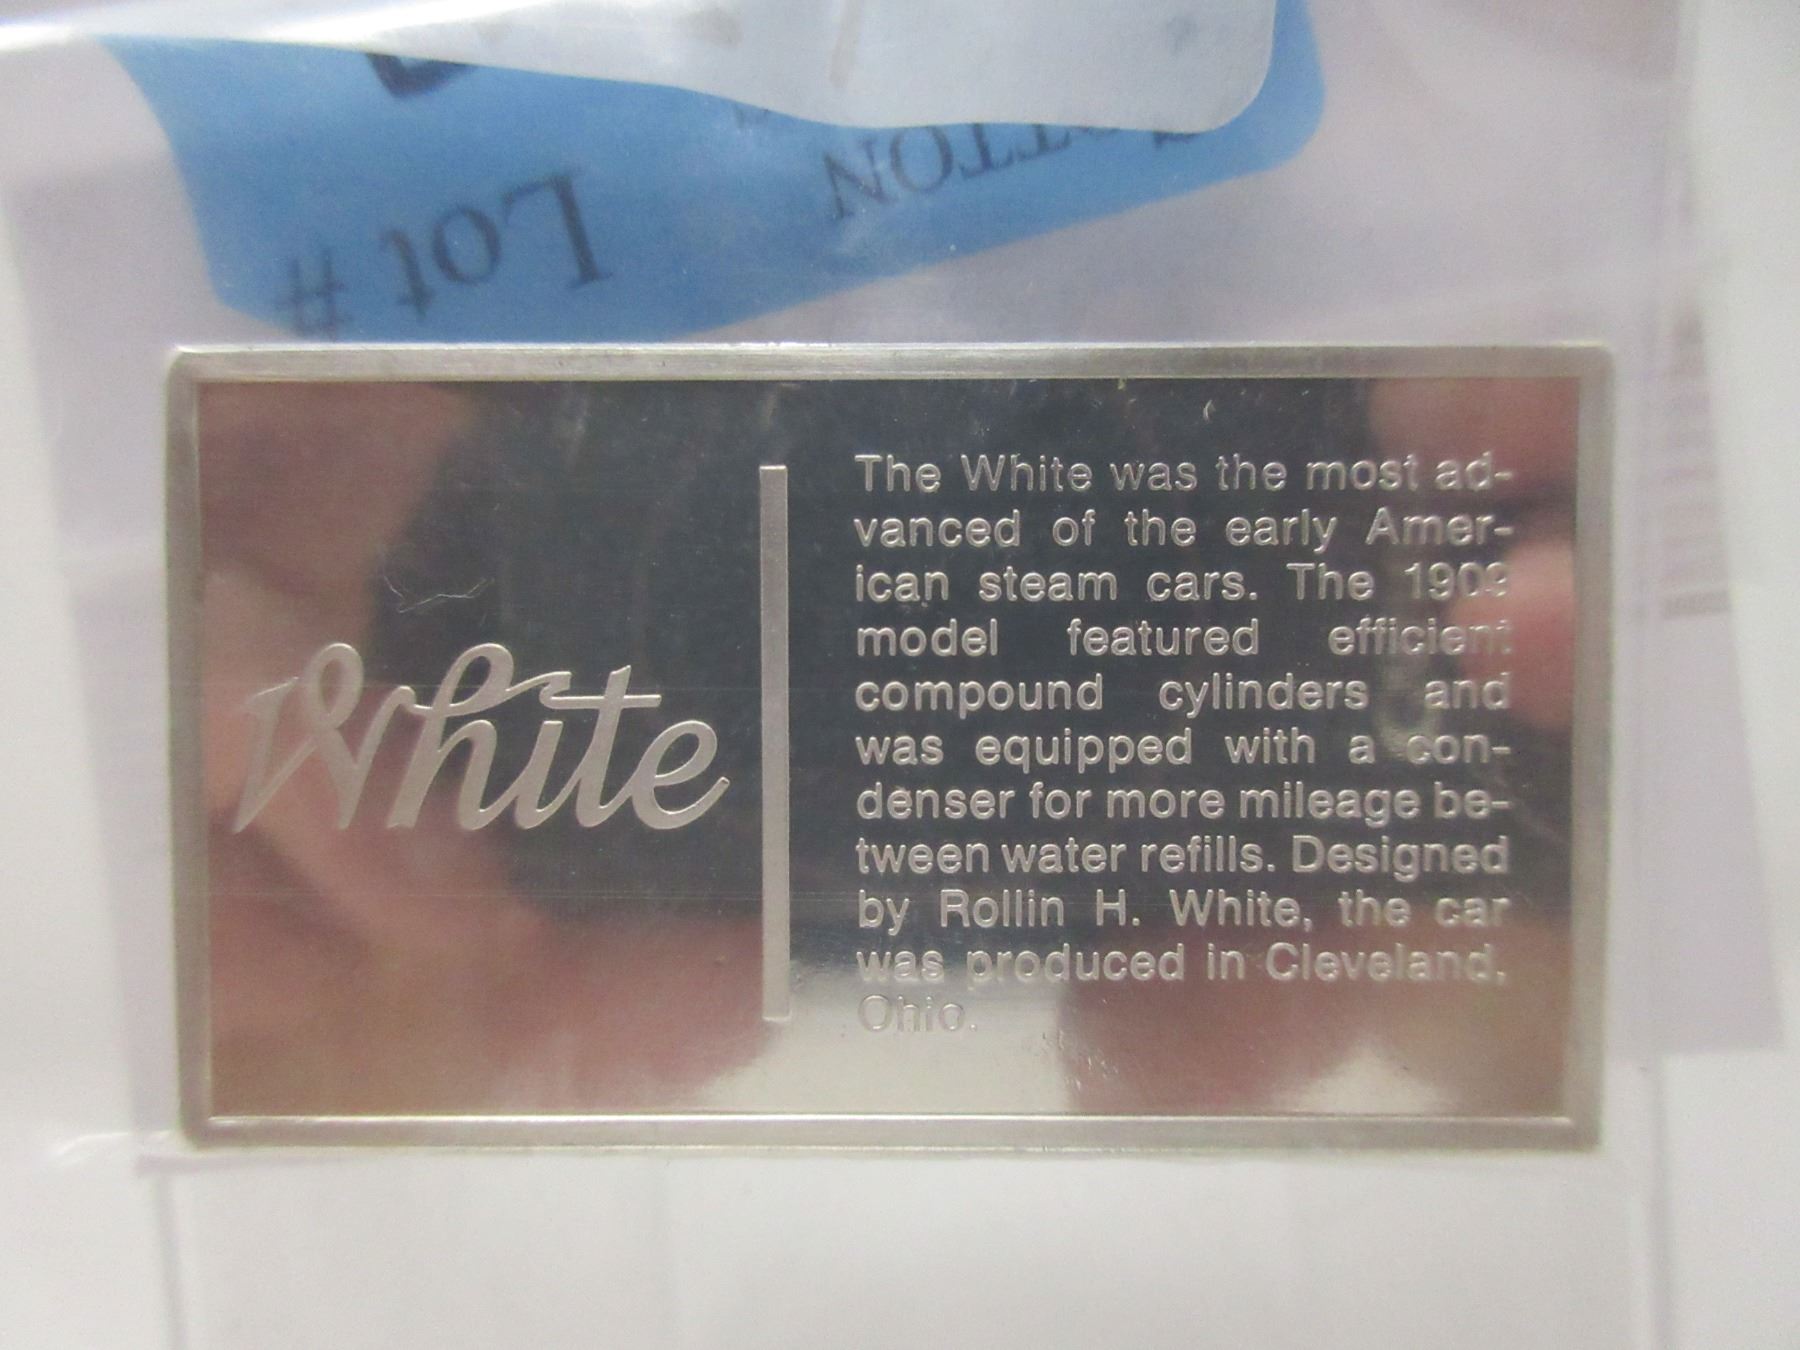 Lot #
The White was the most ad-
vanced of the early Amer-
ican steam cars. The 1909
model featured efficient
compound cylinders and
was equipped with a con-
denser for more mileage be-
tween water refills. Designed
by Rollin H. White, the car
was produced in Cleveland,
Ohio.
White